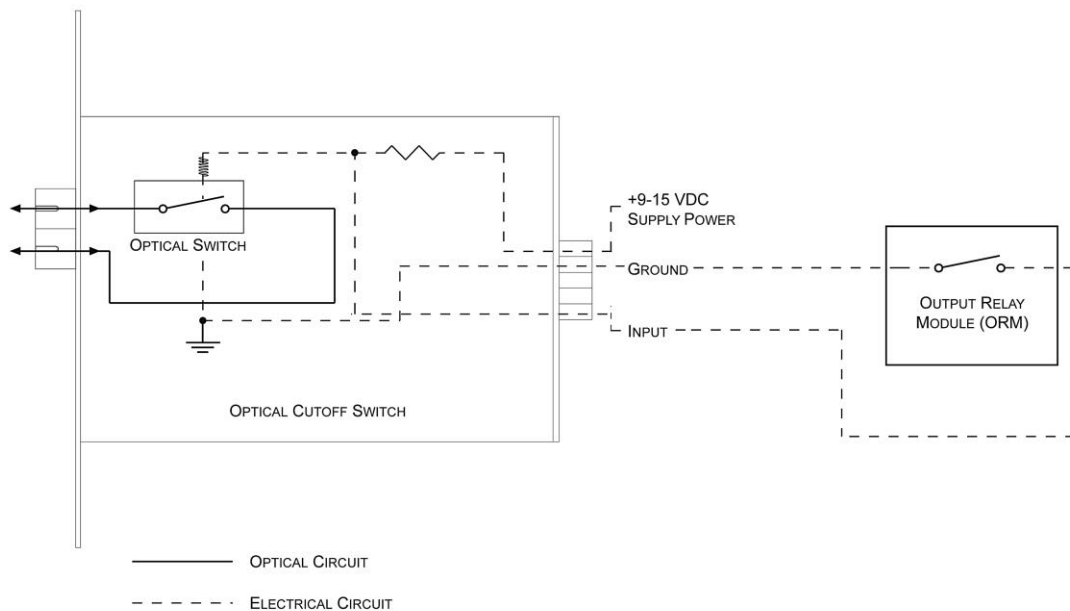 +9-15 VDC
SUPPLY POWER
OPTICAL SWITCH
GROUND
OUTPUT RELAY
MODULE (ORM)
INPUT
OPTICAL CUTOFF SWITCH
OPTICAL CIRCUIT
ELECTRICAL CIRCUIT